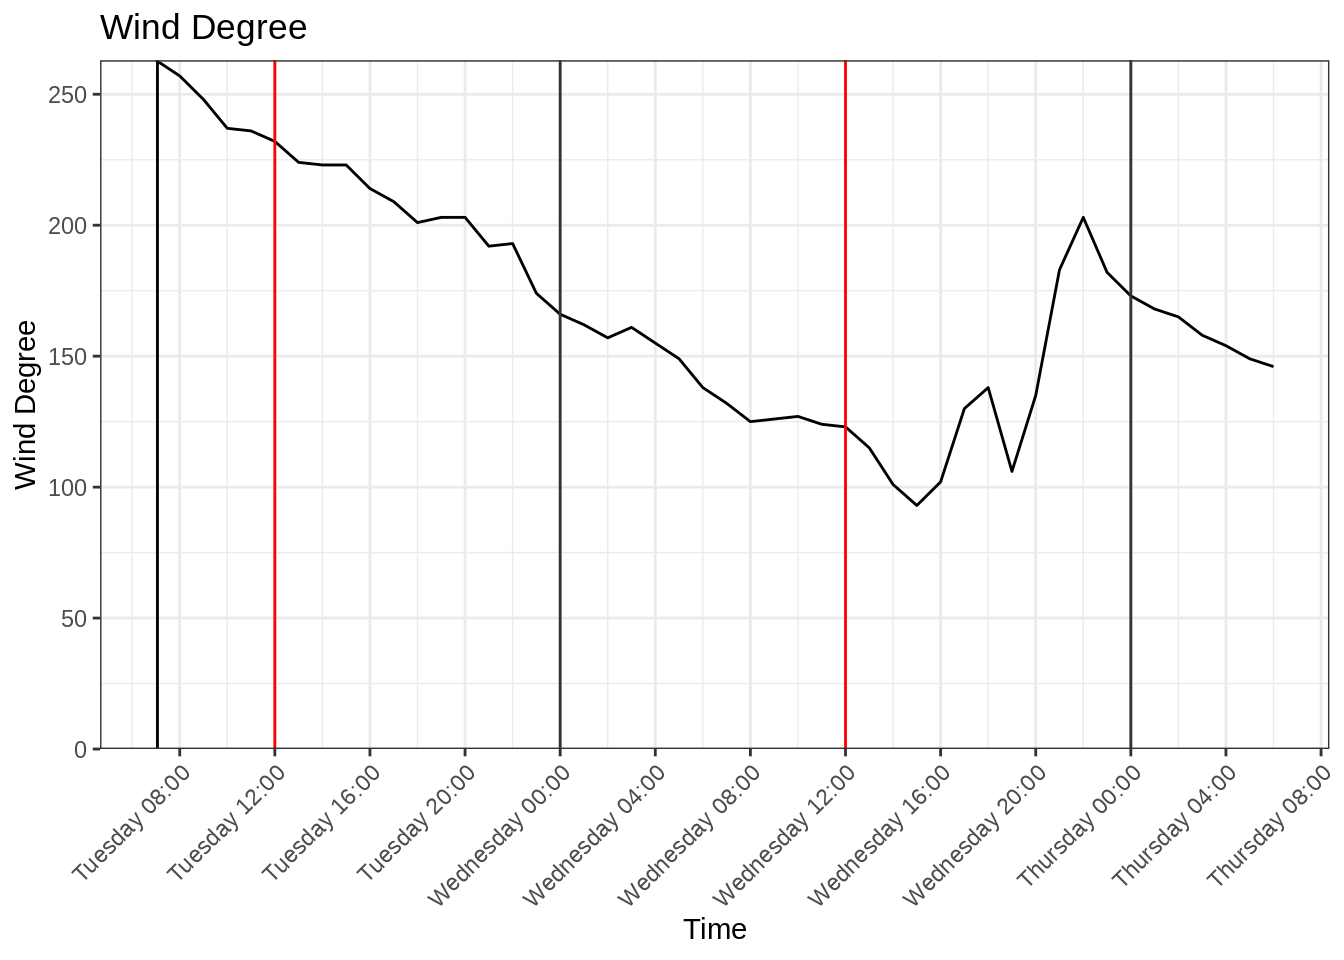 Wind Degree
Wind Degree
250
200
150
100
50
0
Tuesday 08:00
Tuesday 12:00
Tuesday 16:00
Tuesday 20:00
Wednesday 00:00
Wednesday 04:00
Wednesday 08:00
Wednesday 12:00
Wednesday 16:00
Wednesday 20:00
Thursday 00:00
Thursday 04:00
Thursday 08:00
Time